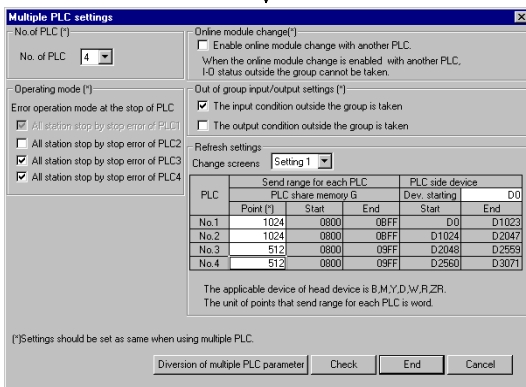 Multiple PLC settings
No.of PLC (*)
No. of PLC 4
Operating mode (*)
Error operation mode at the stop of PLC
All station stop by stop error of PLC1
All station stop by stop error of PLC2
All station stop by stop error of PLC3
All station stop by stop error of PLC4
Online module change(*)
Enable online module change with another PLC.
When the online module change is enabled with another PLC,
I-O status outside the group cannot be taken.
Out of group input/output settings (*)
The input condition outside the group is taken
The output condition outside the group is taken
Refresh settings
Change screens Setting 1
PLC Send range for each PLC PLC side device
PLC share memory G Dev. starting D0
Point (*) Start End Start End
No.1 1024 0800 0BFF D0 D1023
No.2 1024 0800 0BFF D1024 D2047
No.3 512 0800 09FF D2048 D2559
No.4 512 0800 09FF D2560 D3071
The applicable device of head device is B,M,Y,D,W,R,ZR.
The unit of points that send range for each PLC is word.
(*)Settings should be set as same when using multiple PLC.
Diversion of multiple PLC parameter Check End Cancel